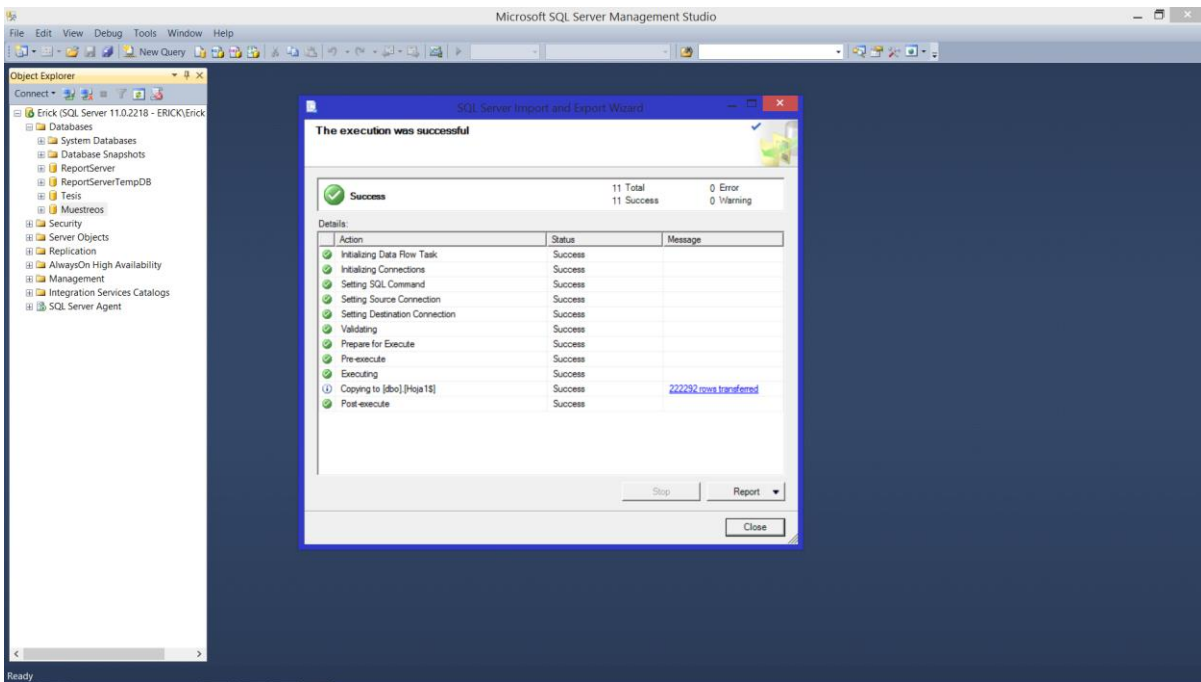 Microsoft SQL Server Management Studio
File Edit View Debug Tools Window Help
New Query
Object Explorer
Connect
Erick (SQL Server 11.0.2218 - ERICK\Erick
Databases
System Databases
Database Snapshots
ReportServer
ReportServerTempDB
Tesis
Muestreos
Security
Server Objects
Replication
AlwaysOn High Availability
Management
Integration Services Catalogs
SQL Server Agent
SQL Server Import and Export Wizard
The execution was successful
Success
11 Total 0 Error
11 Success 0 Warning
Details:
Action Status Message
Initializing Data Flow Task Success
Initializing Connections Success
Setting SQL Command Success
Setting Source Connection Success
Setting Destination Connection Success
Validating Success
Prepare for Execute Success
Pre-execute Success
Executing Success
Copying to [dbo].[Hoja1$] Success 222292 rows transferred
Post-execute Success
Stop Report
Close
Ready